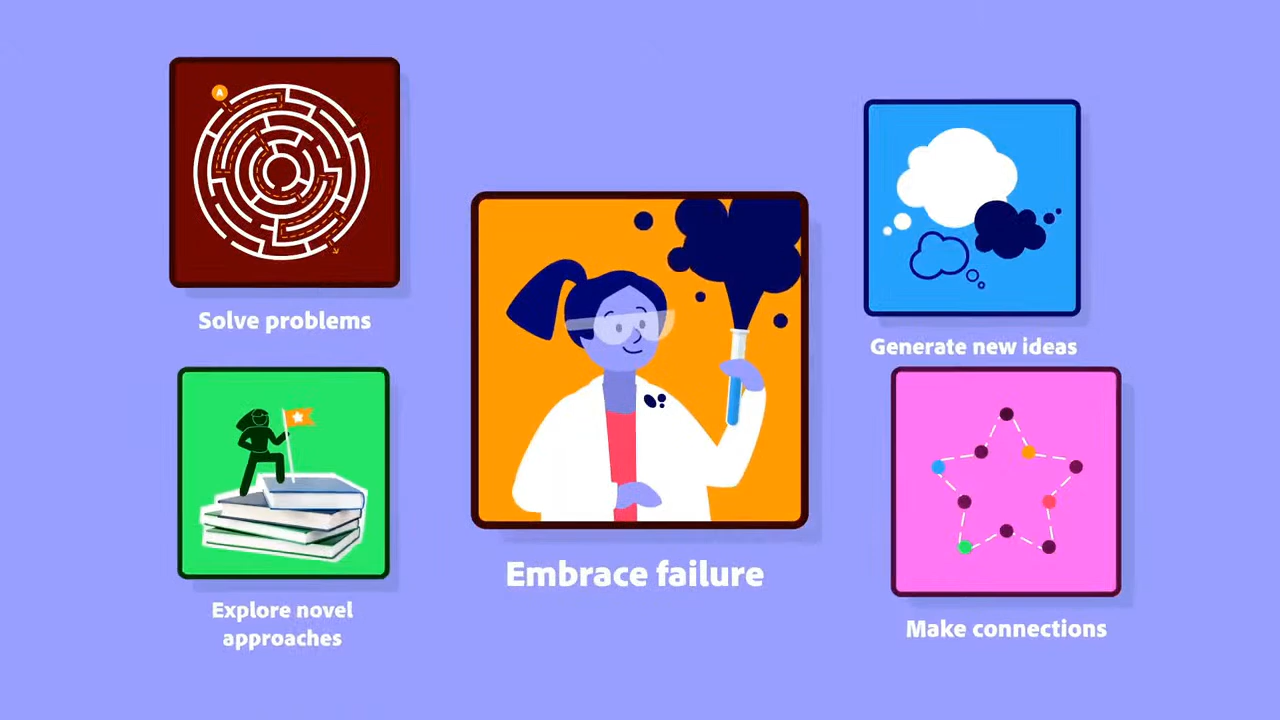 A
Solve problems
Explore novel
approaches
Embrace failure
Generate new ideas
Make connections